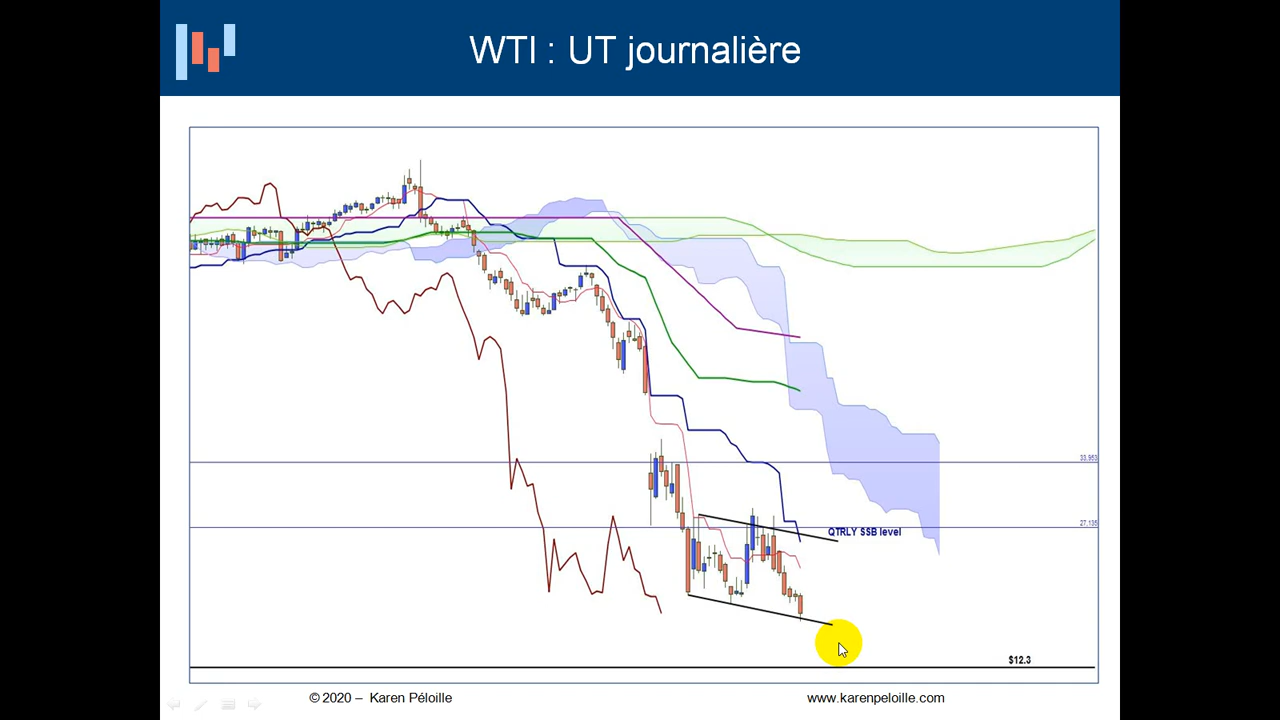 WTI : UT journalière
33,953
27,135
QTRLY SSB level
$12.3
© 2020 – Karen Péloille
www.karenpeloille.com